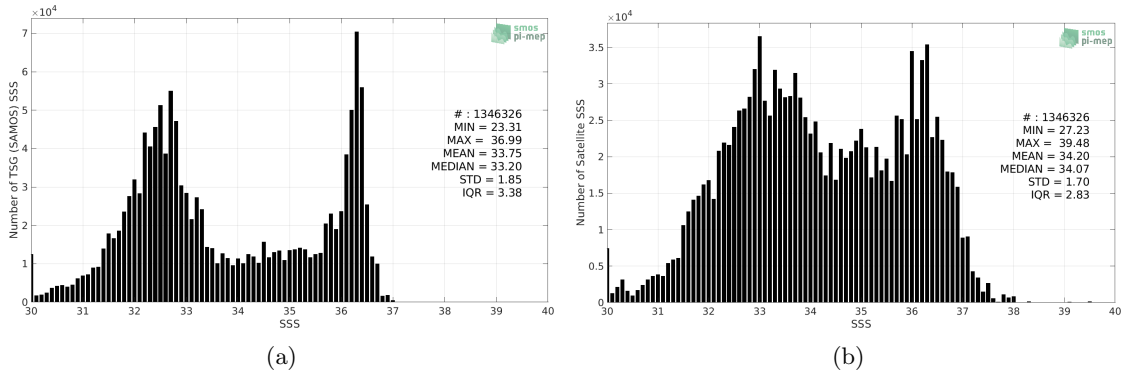 ×10⁴
smos
pi-mep
7
6
5
4
3
2
1
0
Number of TSG (SAMOS) SSS
# : 1346326
MIN = 23.31
MAX = 36.99
MEAN = 33.75
MEDIAN = 33.20
STD = 1.85
IQR = 3.38
30 31 32 33 34 35 36 37 38 39 40
SSS
(a)
×10⁴
smos
pi-mep
3.5
3
2.5
2
1.5
1
0.5
0
Number of Satellite SSS
# : 1346326
MIN = 27.23
MAX = 39.48
MEAN = 34.20
MEDIAN = 34.07
STD = 1.70
IQR = 2.83
30 31 32 33 34 35 36 37 38 39 40
SSS
(b)